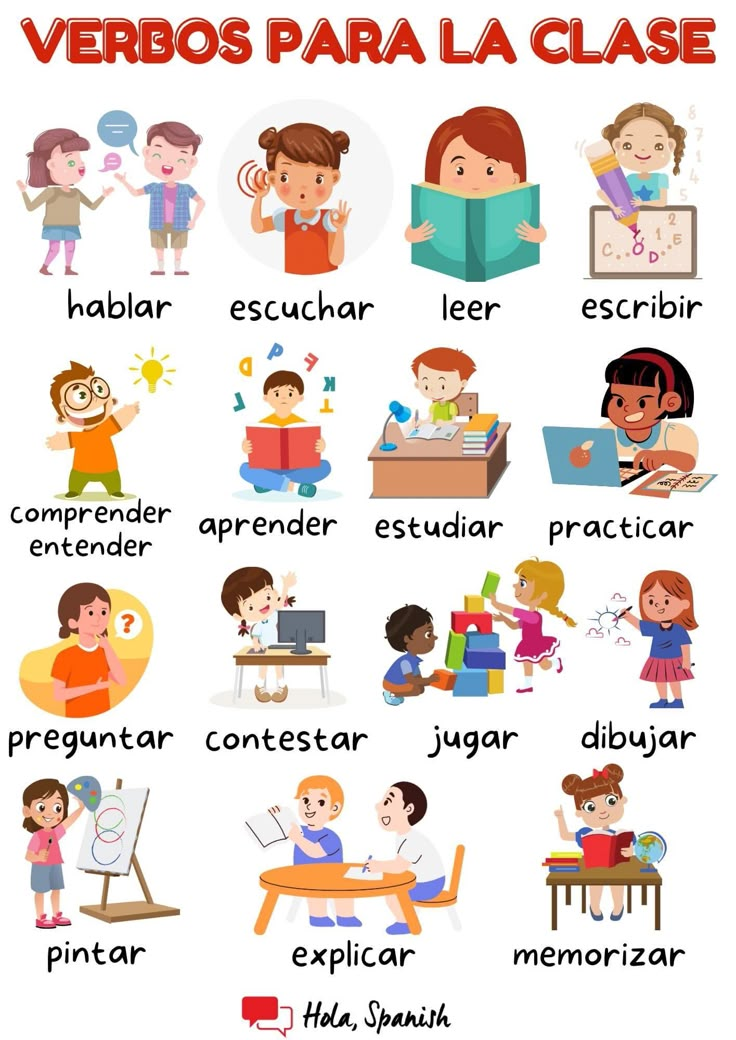 VERBOS PARA LA CLASE
hablar
escuchar
leer
escribir
comprender
entender
aprender
estudiar
practicar
?
preguntar
contestar
jugar
dibujar
pintar
explicar
memorizar
Hola, Spanish